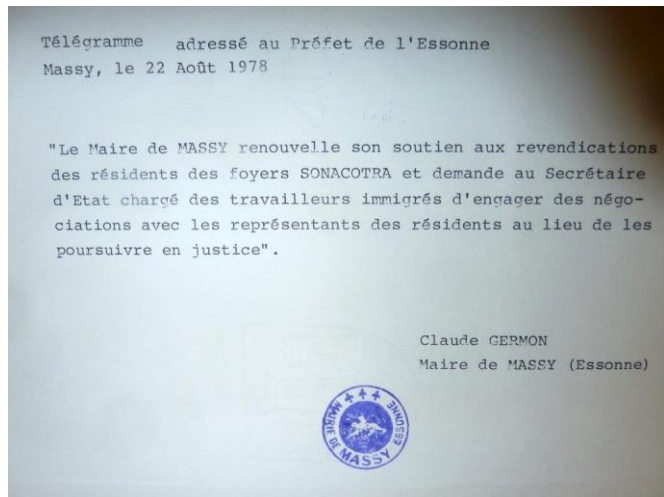 Télégramme adressé au Préfet de l'Essonne
Massy, le 22 Août 1978
"Le Maire de MASSY renouvelle son soutien aux revendications
des résidents des foyers SONACOTRA et demande au Secrétaire
d'Etat chargé des travailleurs immigrés d'engager des négo-
ciations avec les représentants des résidents au lieu de les
poursuivre en justice".
Claude GERMON
Maire de MASSY (Essonne)
MAIRIE DE MASSY ESSONNE